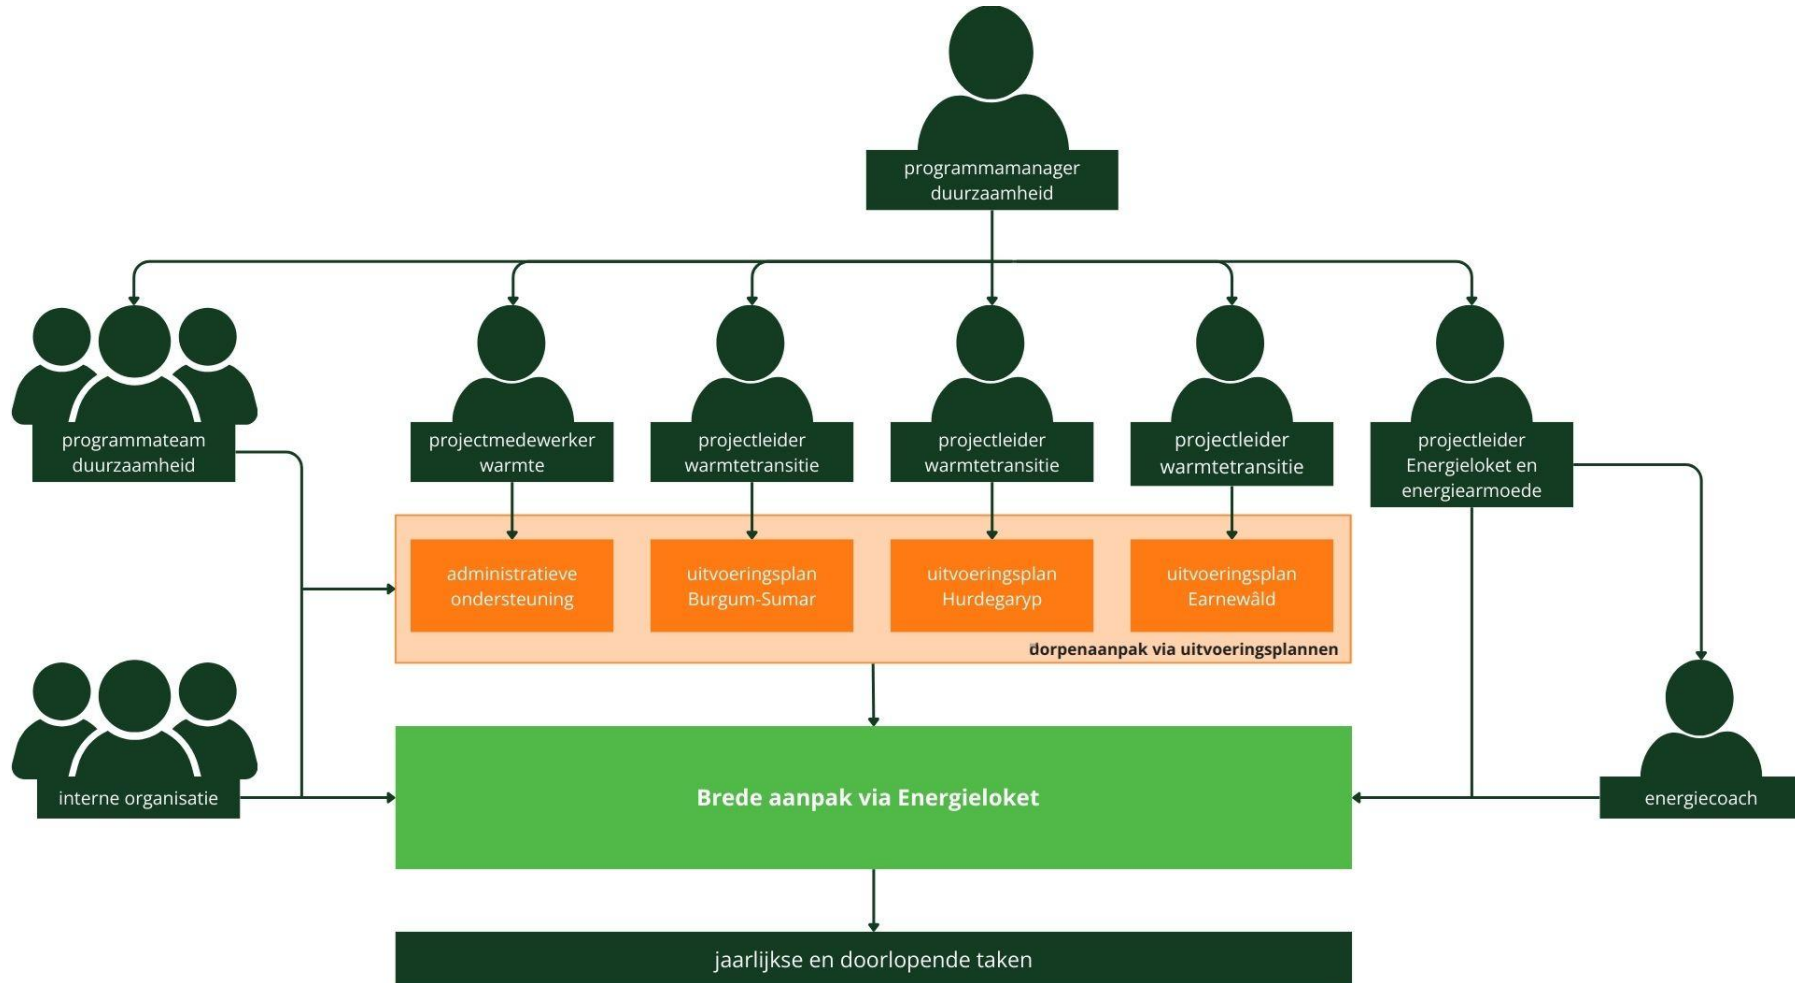 programmamanager
duurzaamheid
programmateam
duurzaamheid
projectmedewerker
warmte
projectleider
warmtetransitie
projectleider
warmtetransitie
projectleider
warmtetransitie
projectleider
Energieloket en
energiearmoede
administratieve
ondersteuning
uitvoeringsplan
Burgum-Sumar
uitvoeringsplan
Hurdegaryp
uitvoeringsplan
Earnewâld
dorpenaanpak via uitvoeringsplannen
interne organisatie
Brede aanpak via Energieloket
energiecoach
jaarlijkse en doorlopende taken